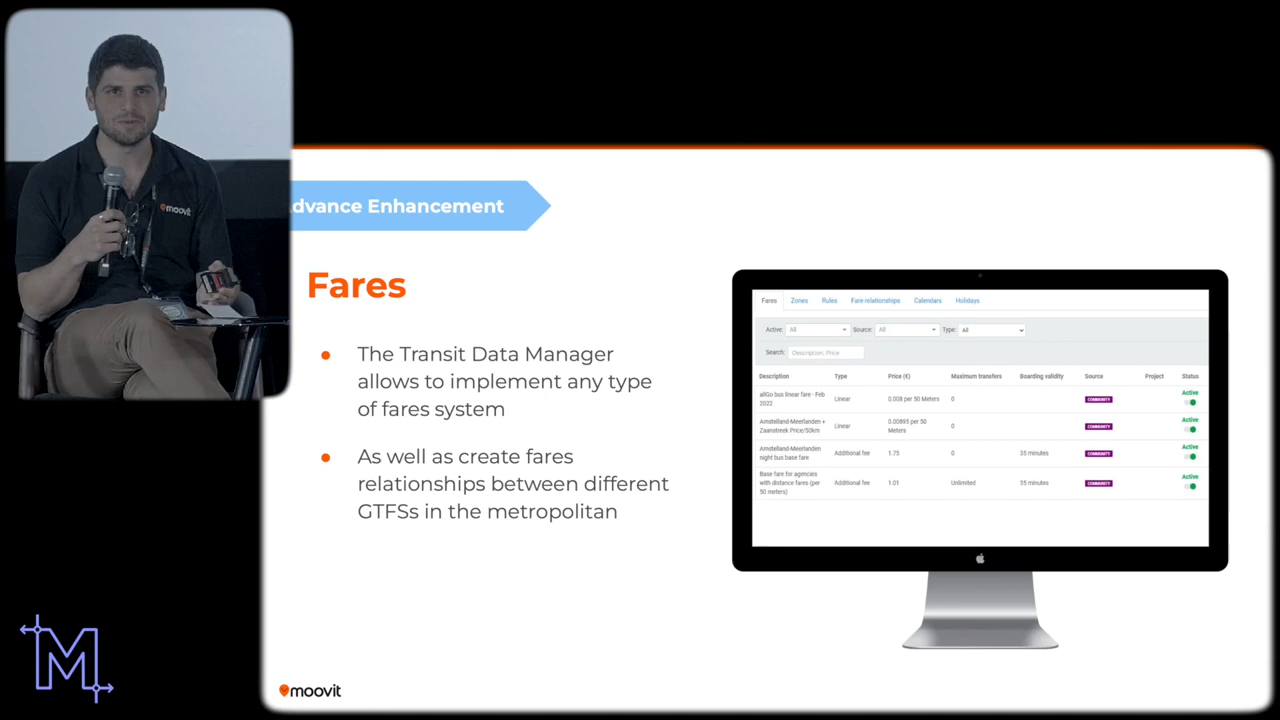 moovit
dvance Enhancement
Fares
The Transit Data Manager
allows to implement any type
of fares system
As well as create fares
relationships between different
GTFSs in the metropolitan
Fares Zones Rules Fare relationships Calendars Holidays
Active: All Source: All Type: All
Search: Description, Price
Description Type Price (€) Maximum transfers Boarding validity Source Project Status
allGo bus linear fare - Feb
2022
Linear
0.008 per 50 Meters
0
COMMUNITY
Active
Amstelland-Meerlanden +
Zaanstreek Price/50km
Linear
0.00895 per 50
Meters
0
COMMUNITY
Active
Amstelland-Meerlanden
night bus base fare
Additional fee
1.75
0
35 minutes
COMMUNITY
Active
Base fare for agencies
with distance fares (per
50 meters)
Additional fee
1.01
Unlimited
35 minutes
COMMUNITY
Active
M
moovit